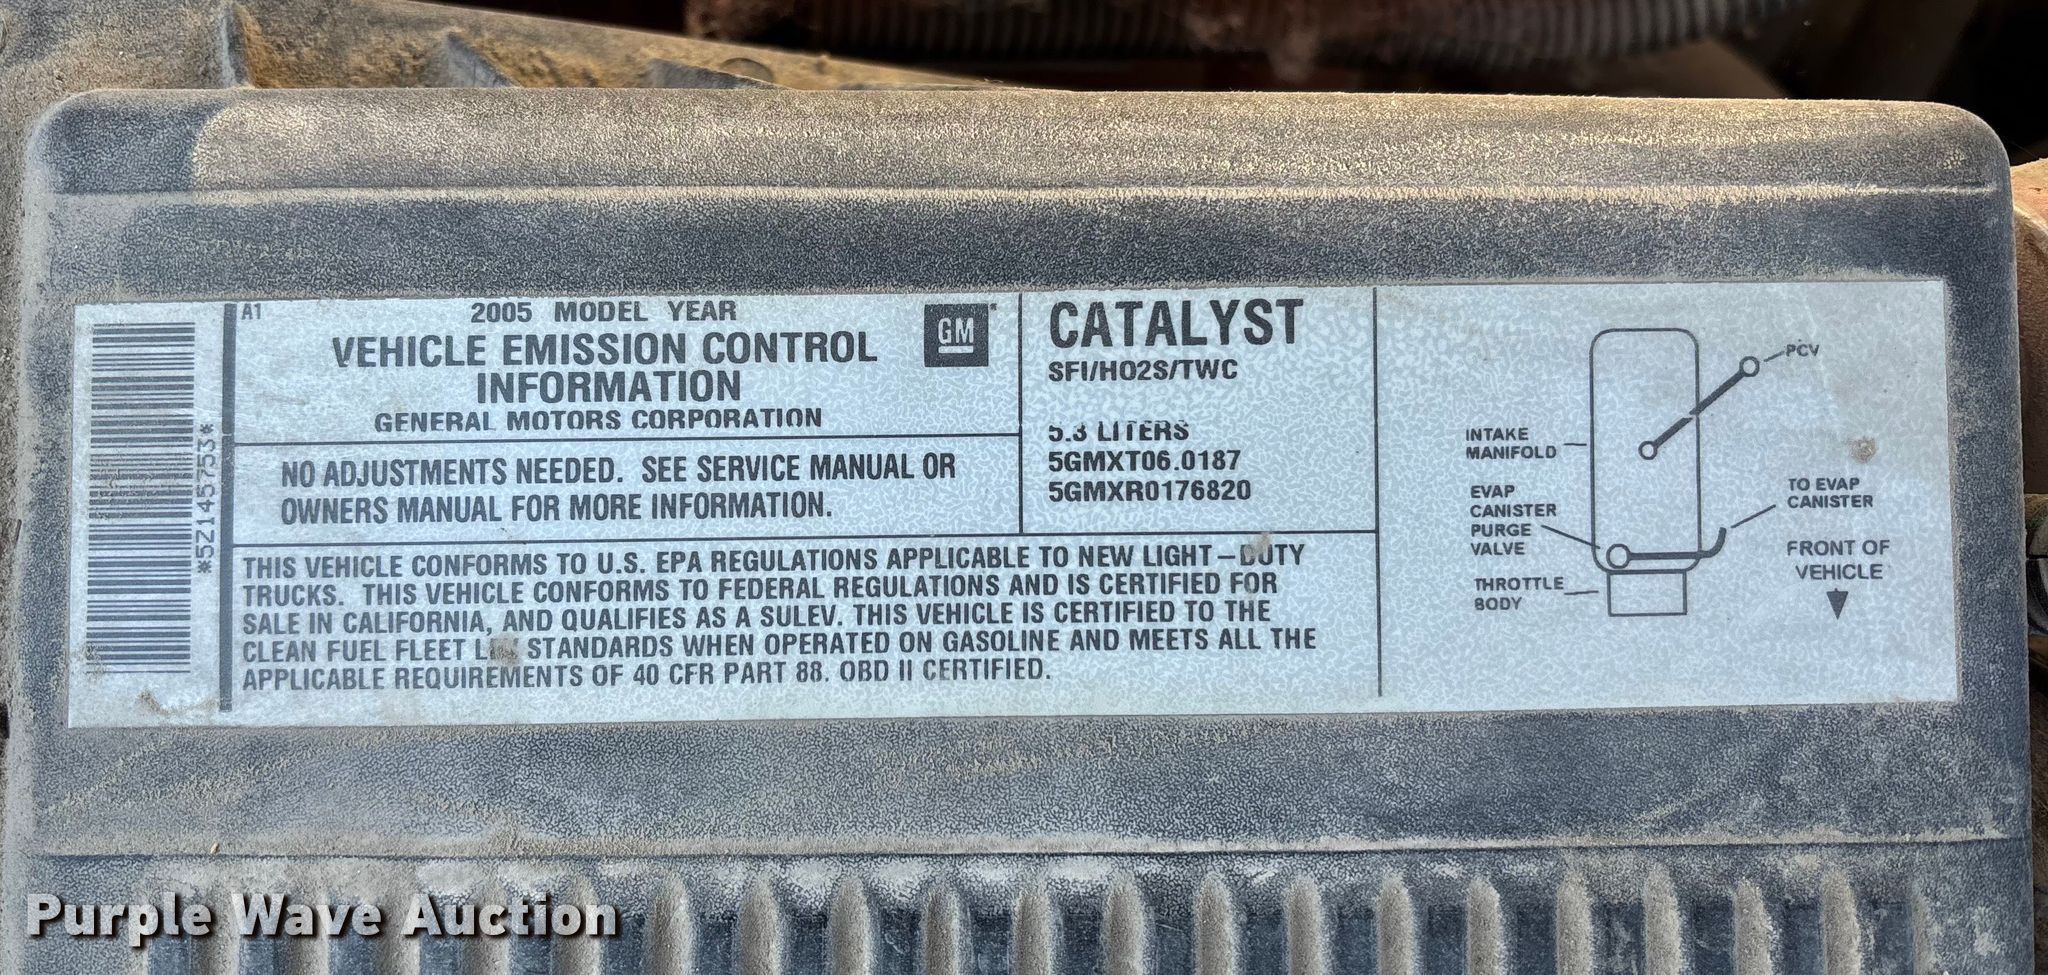 *5Z145753*
A1
2005 MODEL YEAR
VEHICLE EMISSION CONTROL
INFORMATION
GENERAL MOTORS CORPORATION
GM
NO ADJUSTMENTS NEEDED. SEE SERVICE MANUAL OR
OWNERS MANUAL FOR MORE INFORMATION.
CATALYST
SFI/HO2S/TWC
5.3 LITERS
5GMXT06.0187
5GMXR0176820
THIS VEHICLE CONFORMS TO U.S. EPA REGULATIONS APPLICABLE TO NEW LIGHT-DUTY
TRUCKS. THIS VEHICLE CONFORMS TO FEDERAL REGULATIONS AND IS CERTIFIED FOR
SALE IN CALIFORNIA, AND QUALIFIES AS A SULEV. THIS VEHICLE IS CERTIFIED TO THE
CLEAN FUEL FLEET STANDARDS WHEN OPERATED ON GASOLINE AND MEETS ALL THE
APPLICABLE REQUIREMENTS OF 40 CFR PART 88. OBD II CERTIFIED.
PCV
INTAKE
MANIFOLD
EVAP
CANISTER
PURGE
VALVE
THROTTLE
BODY
TO EVAP
CANISTER
FRONT OF
VEHICLE
Purple Wave Auction